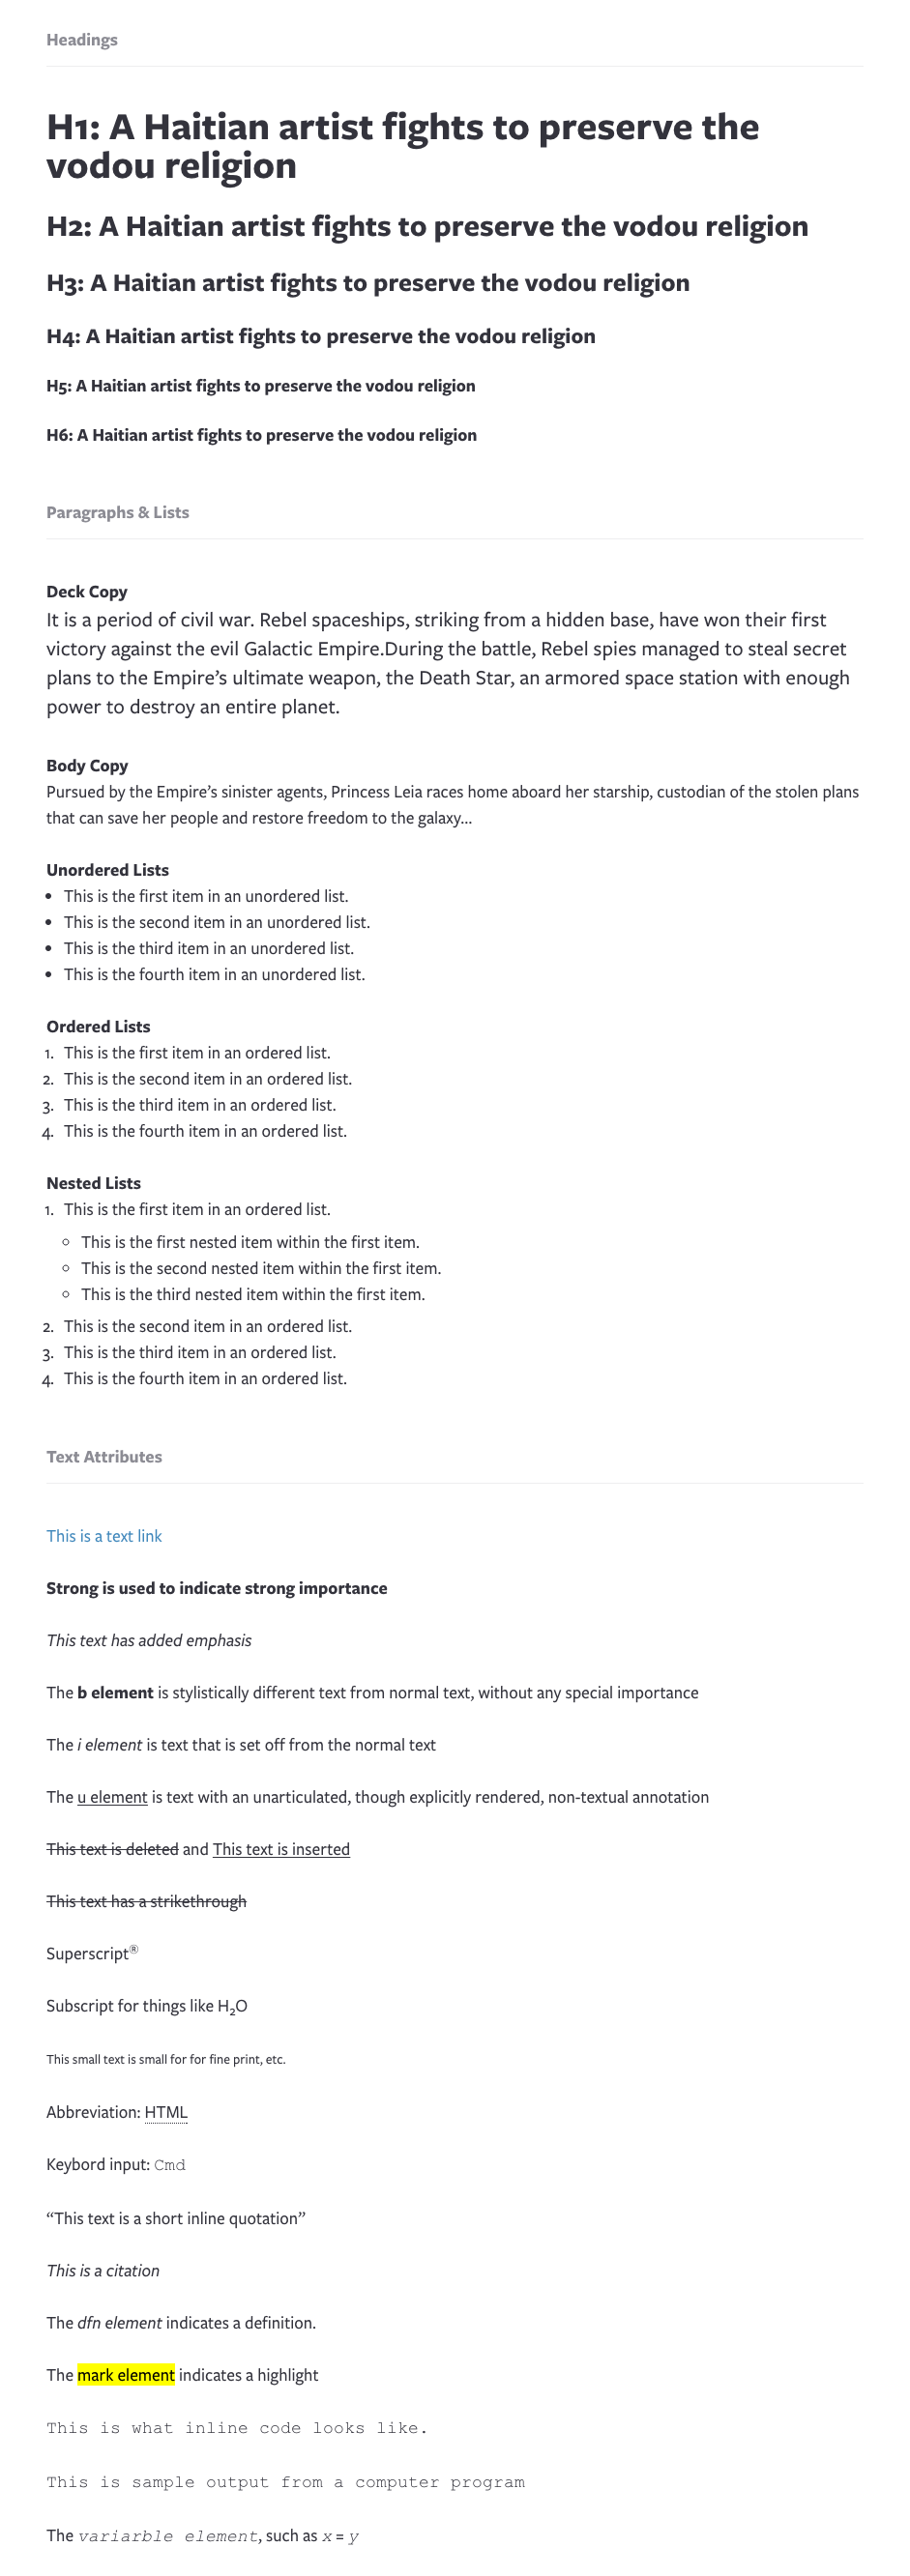 Headings
H1: A Haitian artist fights to preserve the
vodou religion
H2: A Haitian artist fights to preserve the vodou religion
H3: A Haitian artist fights to preserve the vodou religion
H4: A Haitian artist fights to preserve the vodou religion
H5: A Haitian artist fights to preserve the vodou religion
H6: A Haitian artist fights to preserve the vodou religion
Paragraphs & Lists
Deck Copy
It is a period of civil war. Rebel spaceships, striking from a hidden base, have won their first
victory against the evil Galactic Empire.During the battle, Rebel spies managed to steal secret
plans to the Empire’s ultimate weapon, the Death Star, an armored space station with enough
power to destroy an entire planet.
Body Copy
Pursued by the Empire’s sinister agents, Princess Leia races home aboard her starship, custodian of the stolen plans
that can save her people and restore freedom to the galaxy...
Unordered Lists
• This is the first item in an unordered list.
• This is the second item in an unordered list.
• This is the third item in an unordered list.
• This is the fourth item in an unordered list.
Ordered Lists
1. This is the first item in an ordered list.
2. This is the second item in an ordered list.
3. This is the third item in an ordered list.
4. This is the fourth item in an ordered list.
Nested Lists
1. This is the first item in an ordered list.
◦ This is the first nested item within the first item.
◦ This is the second nested item within the first item.
◦ This is the third nested item within the first item.
2. This is the second item in an ordered list.
3. This is the third item in an ordered list.
4. This is the fourth item in an ordered list.
Text Attributes
This is a text link
Strong is used to indicate strong importance
This text has added emphasis
The b element is stylistically different text from normal text, without any special importance
The i element is text that is set off from the normal text
The u element is text with an unarticulated, though explicitly rendered, non-textual annotation
This text is deleted and This text is inserted
This text has a strikethrough
Superscript®
Subscript for things like H₂O
This small text is small for for fine print, etc.
Abbreviation: HTML
Keybord input: Cmd
“This text is a short inline quotation”
This is a citation
The dfn element indicates a definition.
The mark element indicates a highlight
This is what inline code looks like.
This is sample output from a computer program
The variarble element, such as x = y